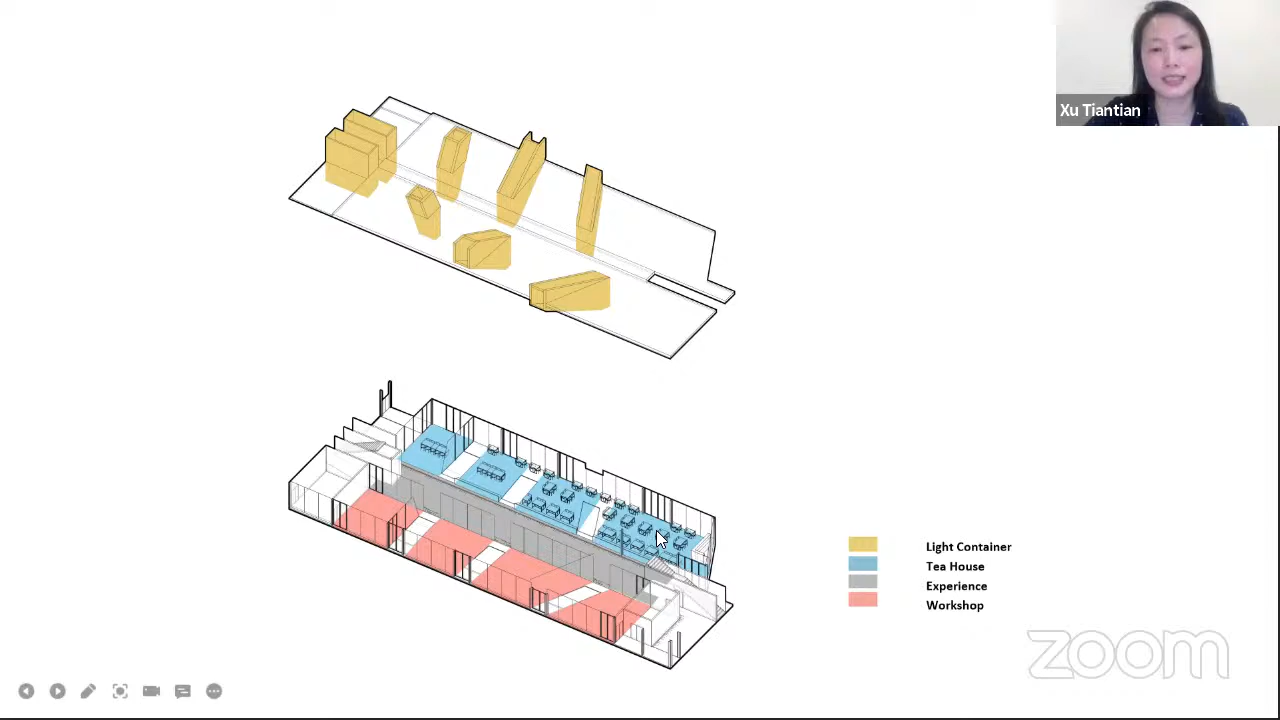 Xu Tiantian
Light Container
Tea House
Experience
Workshop
zoom